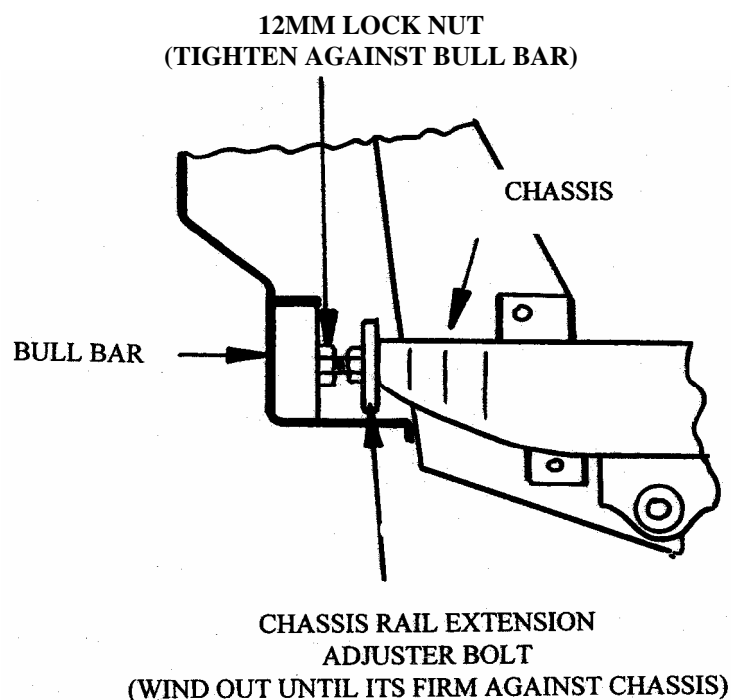 12MM LOCK NUT
(TIGHTEN AGAINST BULL BAR)
CHASSIS
BULL BAR
CHASSIS RAIL EXTENSION
ADJUSTER BOLT
(WIND OUT UNTIL ITS FIRM AGAINST CHASSIS)